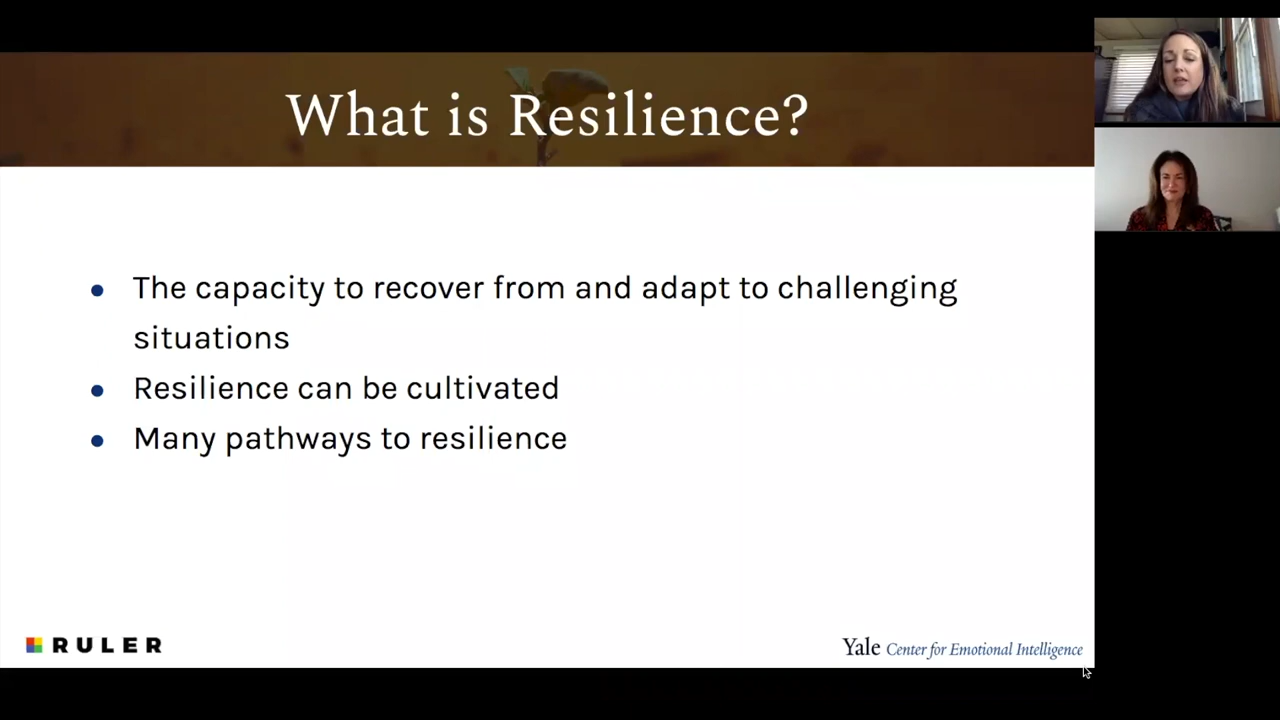 What is Resilience?
● The capacity to recover from and adapt to challenging
situations
● Resilience can be cultivated
● Many pathways to resilience
RULER
Yale Center for Emotional Intelligence